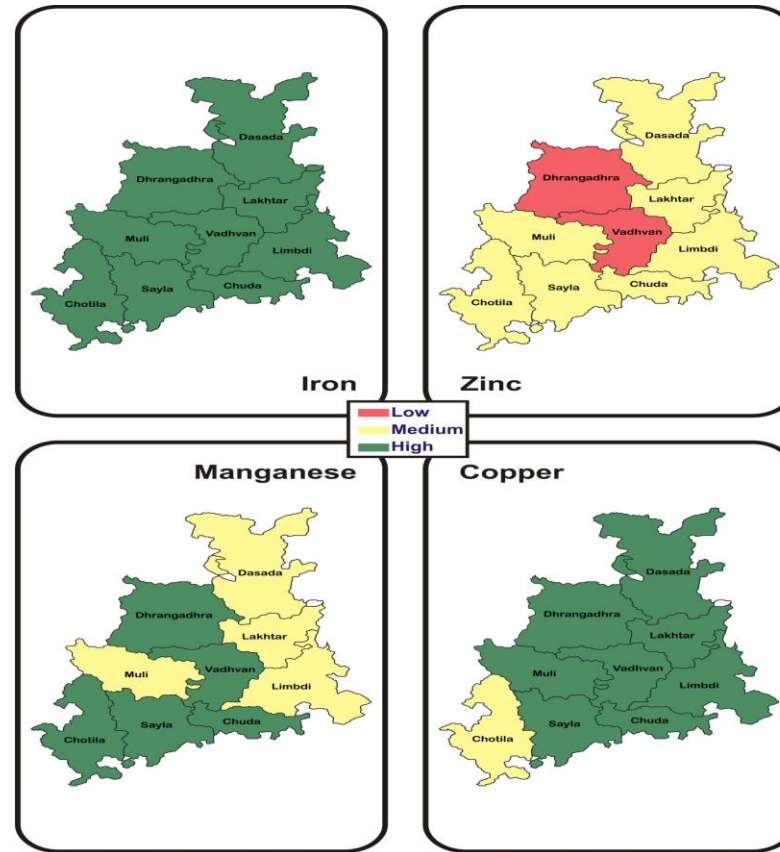 Dasada
Dhrangadhra
Lakhtar
Muli
Vadhvan
Limbdi
Sayla
Chuda
Chotila
Iron
Dasada
Dhrangadhra
Lakhtar
Muli
Vadhvan
Limbdi
Sayla
Chuda
Chotila
Zinc
Low
Medium
High
Manganese
Dasada
Dhrangadhra
Lakhtar
Muli
Vadhvan
Limbdi
Sayla
Chuda
Chotila
Copper
Dasada
Dhrangadhra
Lakhtar
Muli
Vadhvan
Limbdi
Sayla
Chuda
Chotila